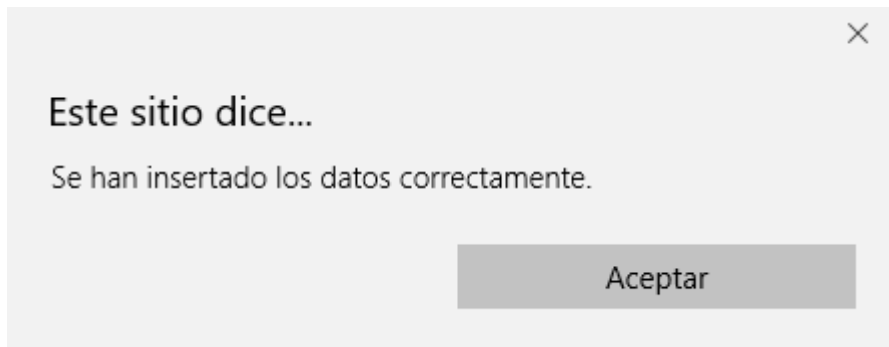 Este sitio dice...
Se han insertado los datos correctamente.
Aceptar